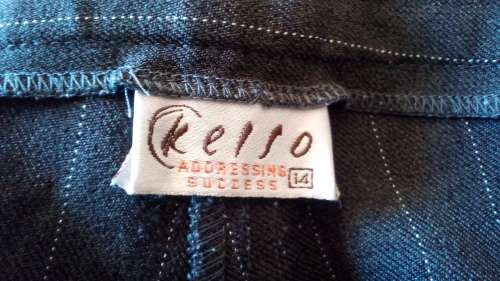 Kelso
ADDRESSING
SUCCESS 14